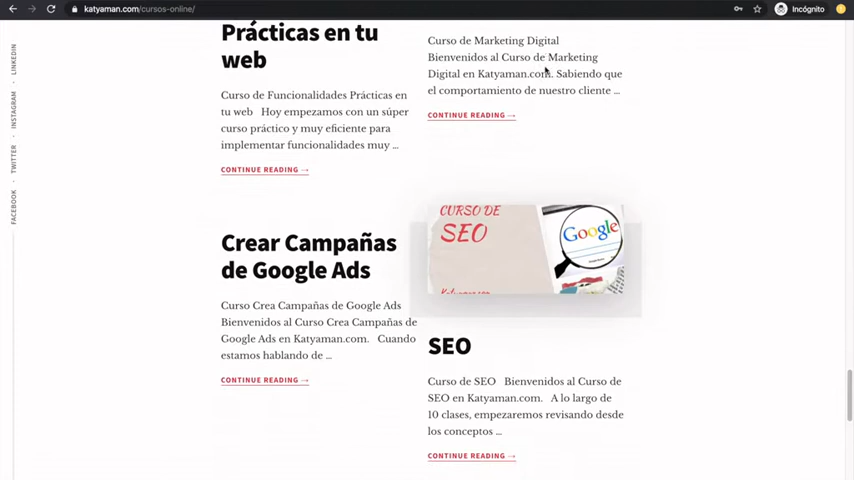 katyaman.com/cursos-online/
Incógnito
LINKEDIN
INSTAGRAM
TWITTER
FACEBOOK
Prácticas en tu
web
Curso de Funcionalidades Prácticas en
tu web Hoy empezamos con un súper
curso práctico y muy eficiente para
implementar funcionalidades muy ...
CONTINUE READING →
Curso de Marketing Digital
Bienvenidos al Curso de Marketing
Digital en Katyaman.com. Sabiendo que
el comportamiento de nuestro cliente ...
CONTINUE READING →
Crear Campañas
de Google Ads
Curso Crea Campañas de Google Ads
Bienvenidos al Curso Crea Campañas de
Google Ads en Katyaman.com. Cuando
estamos hablando de ...
CONTINUE READING →
CURSO DE
SEO
Google
SEO
Curso de SEO Bienvenidos al Curso de
SEO en Katyaman.com. A lo largo de
10 clases, empezaremos revisando desde
los conceptos ...
CONTINUE READING →